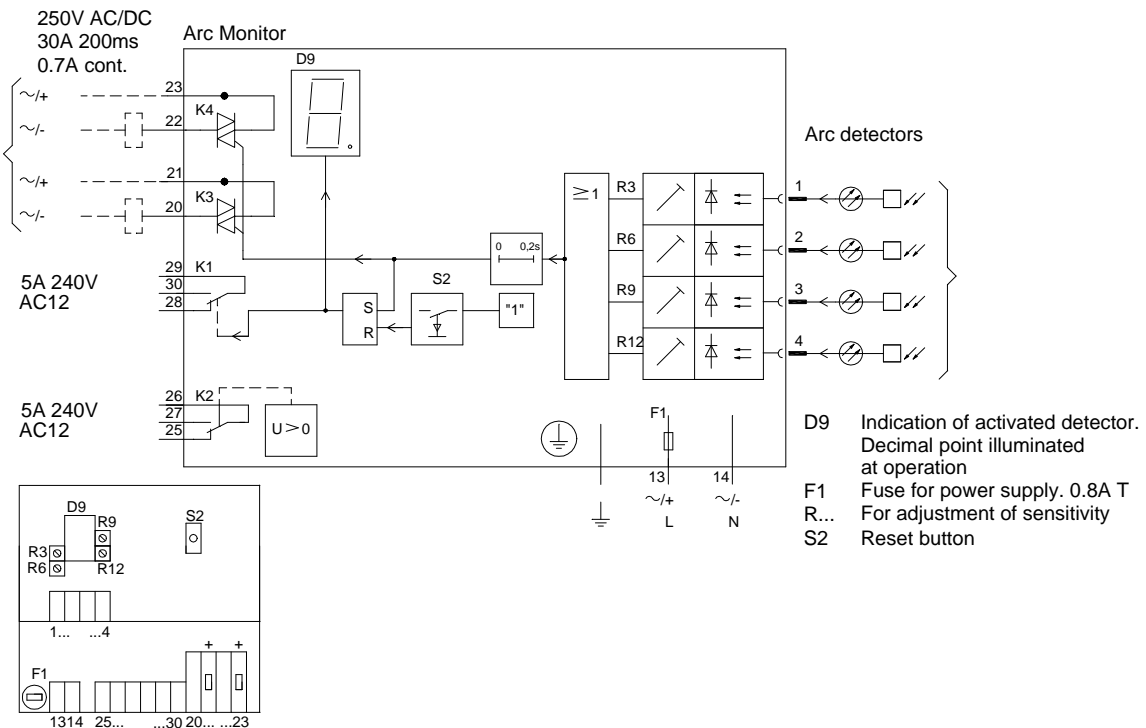 250V AC/DC
30A 200ms
0.7A cont.
Arc Monitor
D9
~/+
23
K4
~/-
22
~/+
21
K3
~/-
20
Arc detectors
≥1
R3
1
R6
2
R9
3
R12
4
0 0,2s
5A 240V
AC12
29 K1
30
28
S2
S
R
"1"
5A 240V
AC12
26 K2
27
25
U>0
F1
13
14
~/+
~/-
L
N
D9 Indication of activated detector.
Decimal point illuminated
at operation
F1 Fuse for power supply. 0.8A T
R... For adjustment of sensitivity
S2 Reset button
D9
R9
S2
R3
R6
R12
1... ...4
+ +
F1
1314 25... ...30 20... ...23